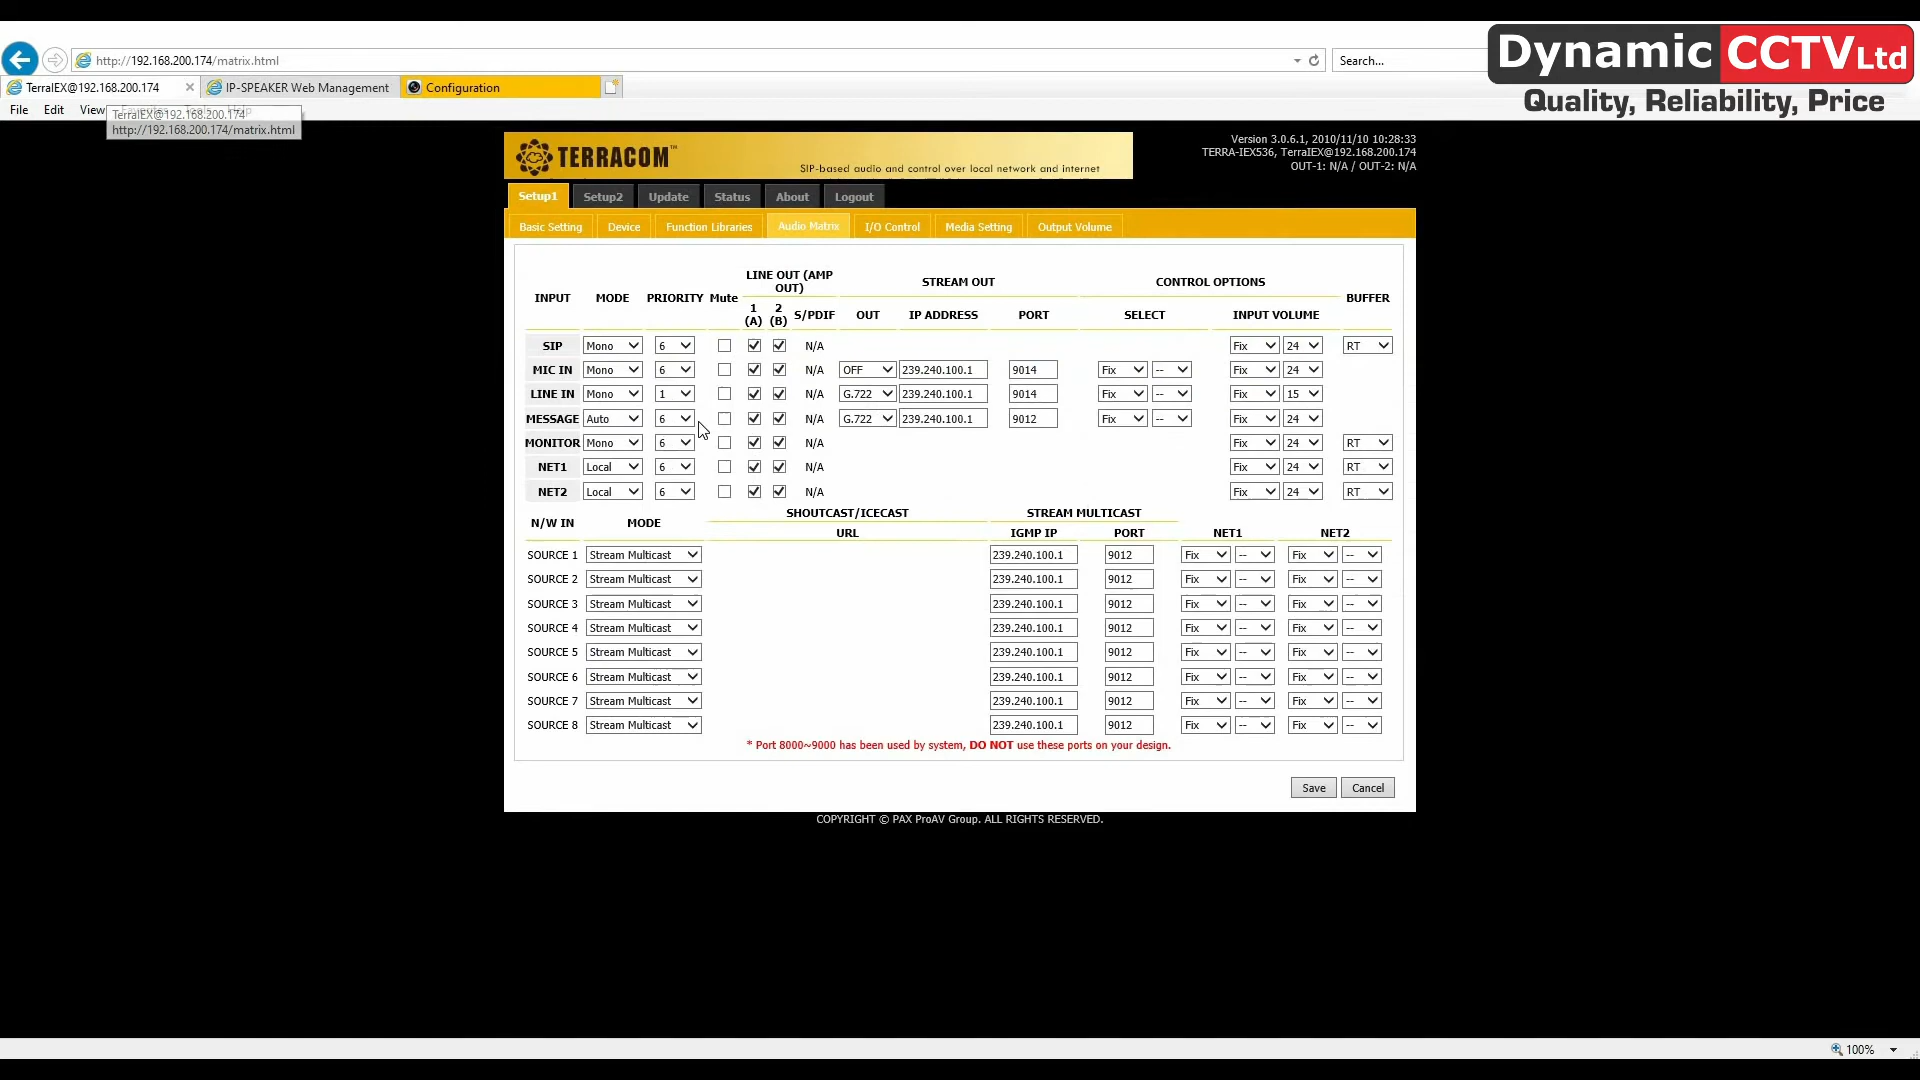 Dynamic CCTV Ltd
Quality, Reliability, Price
http://192.168.200.174/matrix.html
Search...
TerraIEX@192.168.200.174
IP-SPEAKER Web Management
Configuration
File Edit View
TerraIEX@192.168.200.174
http://192.168.200.174/matrix.html
TERRACOM™
SIP-based audio and control over local network and internet
Version 3.0.6.1, 2010/11/10 10:28:33
TERRA-IEX536, TerraIEX@192.168.200.174
OUT-1: N/A / OUT-2: N/A
Setup1 Setup2 Update Status About Logout
Basic Setting Device Function Libraries Audio Matrix I/O Control Media Setting Output Volume
INPUT MODE PRIORITY Mute LINE OUT (AMP OUT) STREAM OUT CONTROL OPTIONS BUFFER
1 (A) 2 (B) S/PDIF OUT IP ADDRESS PORT SELECT INPUT VOLUME
SIP Mono 6 N/A Fix 24 RT
MIC IN Mono 6 N/A OFF 239.240.100.1 9014 Fix -- Fix 24
LINE IN Mono 1 N/A G.722 239.240.100.1 9014 Fix -- Fix 15
MESSAGE Auto 6 N/A G.722 239.240.100.1 9012 Fix -- Fix 24
MONITOR Mono 6 N/A Fix 24 RT
NET1 Local 6 N/A Fix 24 RT
NET2 Local 6 N/A Fix 24 RT
N/W IN MODE SHOUTCAST/ICECAST STREAM MULTICAST
URL IGMP IP PORT NET1 NET2
SOURCE 1 Stream Multicast 239.240.100.1 9012 Fix -- Fix --
SOURCE 2 Stream Multicast 239.240.100.1 9012 Fix -- Fix --
SOURCE 3 Stream Multicast 239.240.100.1 9012 Fix -- Fix --
SOURCE 4 Stream Multicast 239.240.100.1 9012 Fix -- Fix --
SOURCE 5 Stream Multicast 239.240.100.1 9012 Fix -- Fix --
SOURCE 6 Stream Multicast 239.240.100.1 9012 Fix -- Fix --
SOURCE 7 Stream Multicast 239.240.100.1 9012 Fix -- Fix --
SOURCE 8 Stream Multicast 239.240.100.1 9012 Fix -- Fix --
* Port 8000~9000 has been used by system, DO NOT use these ports on your design.
Save Cancel
COPYRIGHT © PAX ProAV Group. ALL RIGHTS RESERVED.
100%